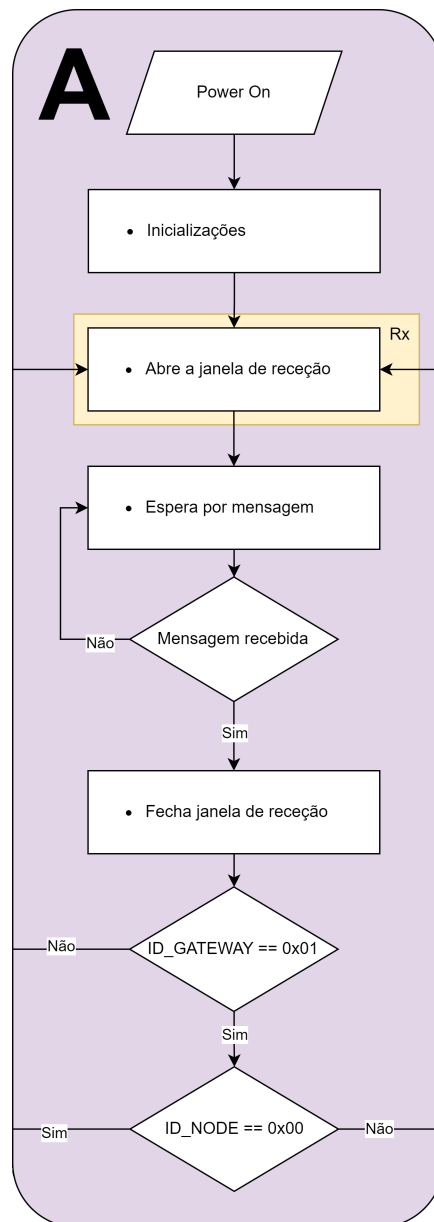 A
Power On
• Inicializações
Rx
• Abre a janela de receção
• Espera por mensagem
Mensagem recebida
Não
Sim
• Fecha janela de receção
ID_GATEWAY == 0x01
Não
Sim
ID_NODE == 0x00
Sim
Não